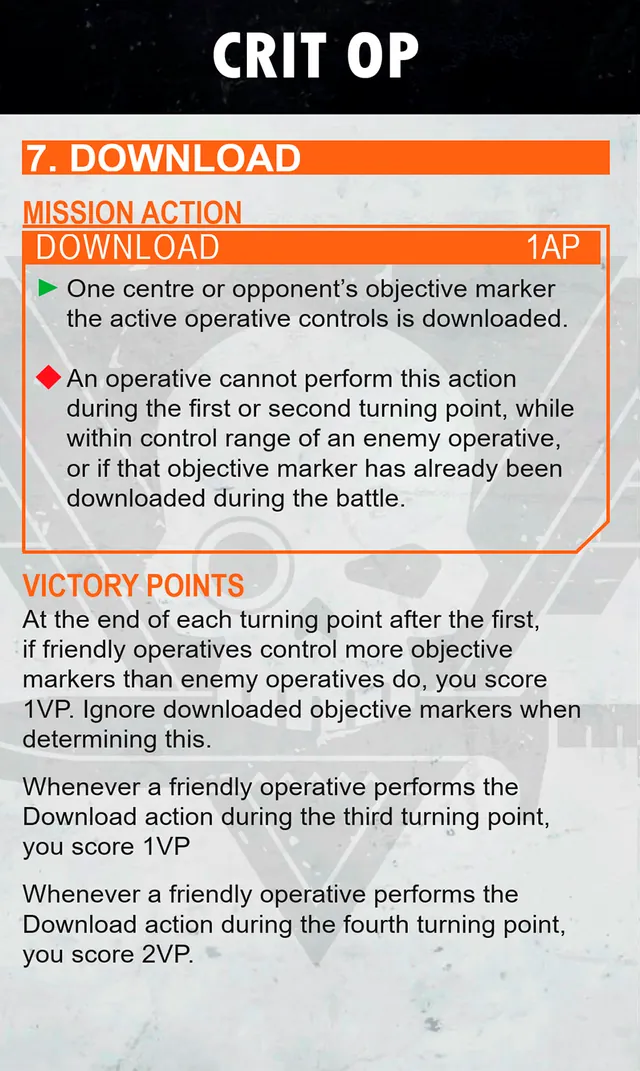 CRIT OP
7. DOWNLOAD
MISSION ACTION
DOWNLOAD 1AP
One centre or opponent's objective marker
the active operative controls is downloaded.
An operative cannot perform this action
during the first or second turning point, while
within control range of an enemy operative,
or if that objective marker has already been
downloaded during the battle.
VICTORY POINTS
At the end of each turning point after the first,
if friendly operatives control more objective
markers than enemy operatives do, you score
1VP. Ignore downloaded objective markers when
determining this.
Whenever a friendly operative performs the
Download action during the third turning point,
you score 1VP
Whenever a friendly operative performs the
Download action during the fourth turning point,
you score 2VP.